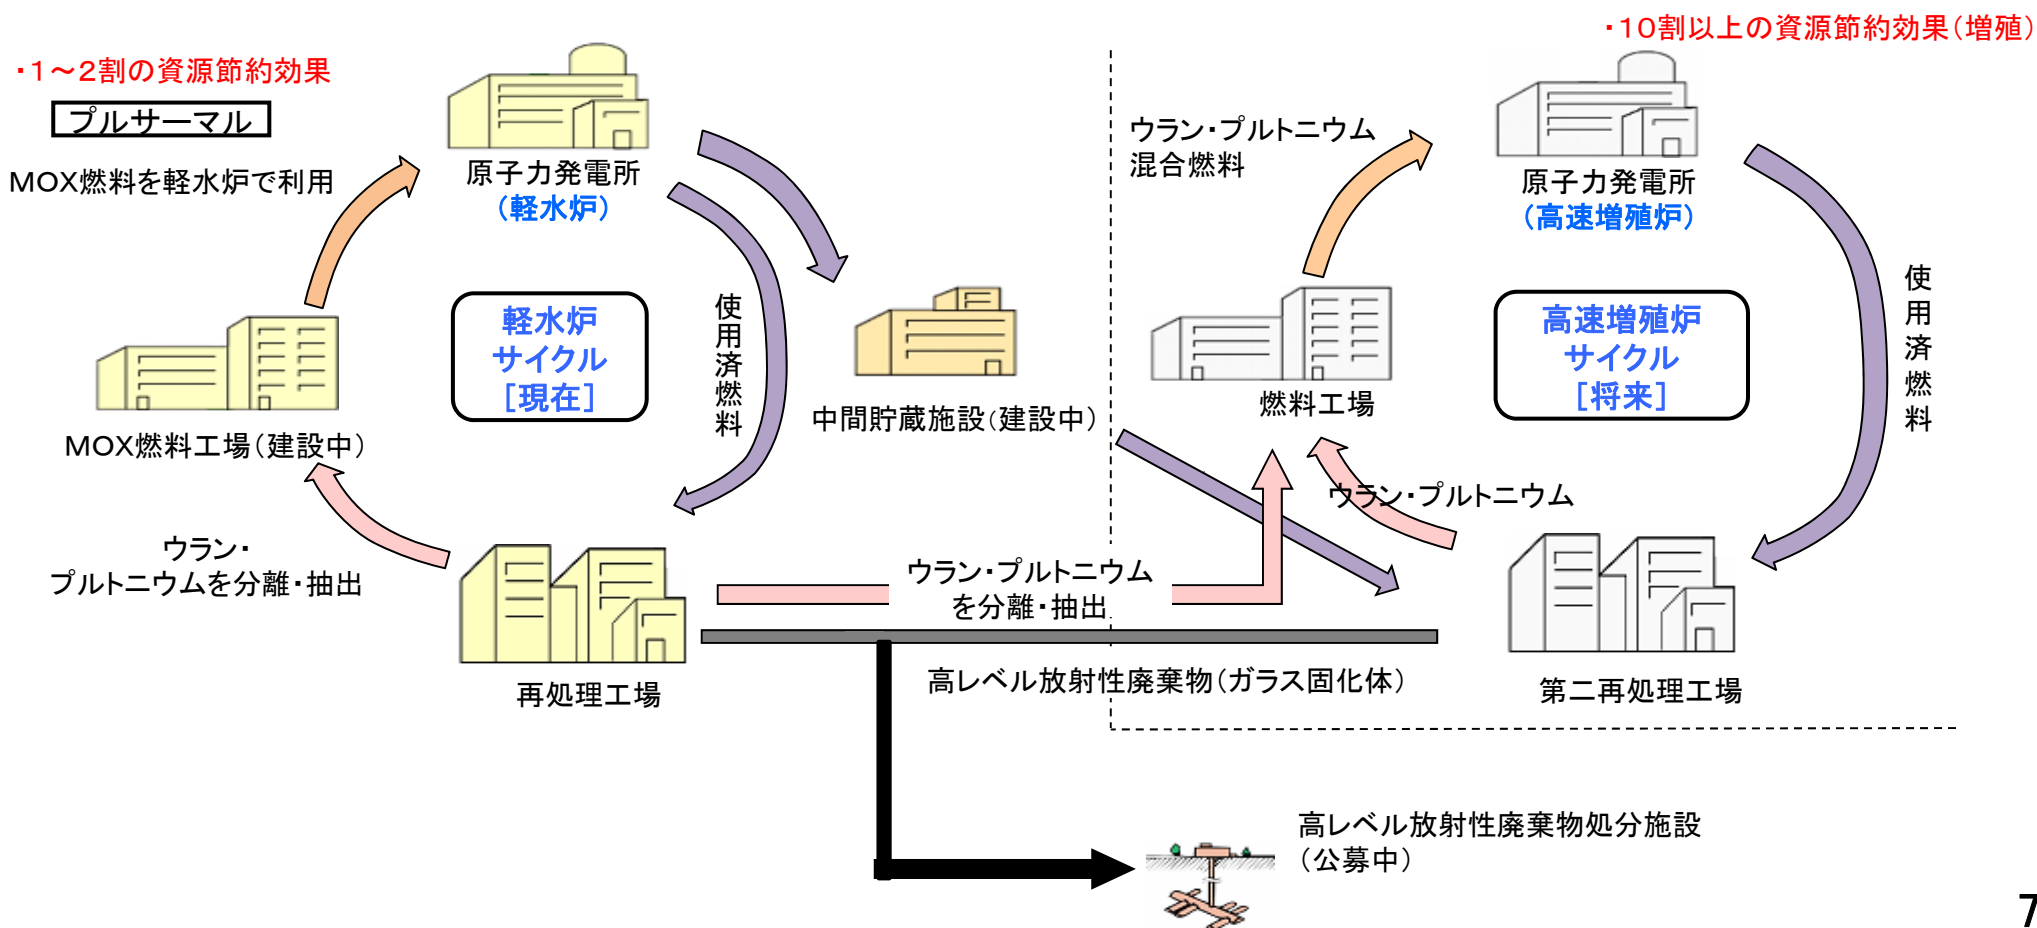 ・1～2割の資源節約効果
プルサーマル
MOX燃料を軽水炉で利用
原子力発電所
（軽水炉）
軽水炉
サイクル
［現在］
使用済燃料
MOX燃料工場（建設中）
中間貯蔵施設（建設中）
ウラン・
プルトニウムを分離・抽出
再処理工場
ウラン・プルトニウム
を分離・抽出
高レベル放射性廃棄物（ガラス固化体）
・10割以上の資源節約効果（増殖）
ウラン・プルトニウム
混合燃料
原子力発電所
（高速増殖炉）
高速増殖炉
サイクル
［将来］
使用済燃料
燃料工場
ウラン・プルトニウム
第二再処理工場
高レベル放射性廃棄物処分施設
（公募中）
7